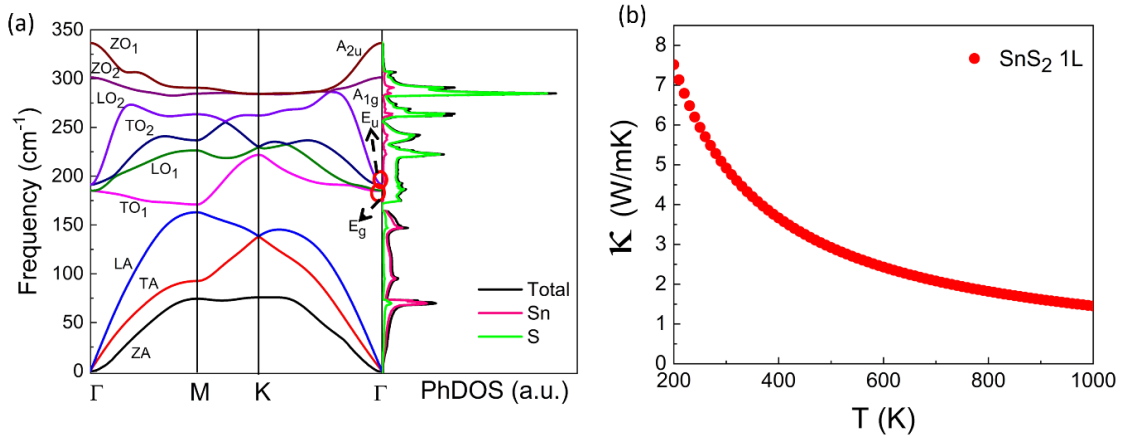 (a)
350
300
250
200
150
100
50
0
Frequency (cm⁻¹)
ZO₁
ZO₂
LO₂
TO₂
LO₁
TO₁
LA
TA
ZA
A₂ᵤ
A₁g
Eᵤ
E_g
Total
Sn
S
Γ M K Γ PhDOS (a.u.)
(b)
8
7
6
5
4
3
2
1
0
κ (W/mK)
SnS₂ 1L
200 400 600 800 1000
T (K)